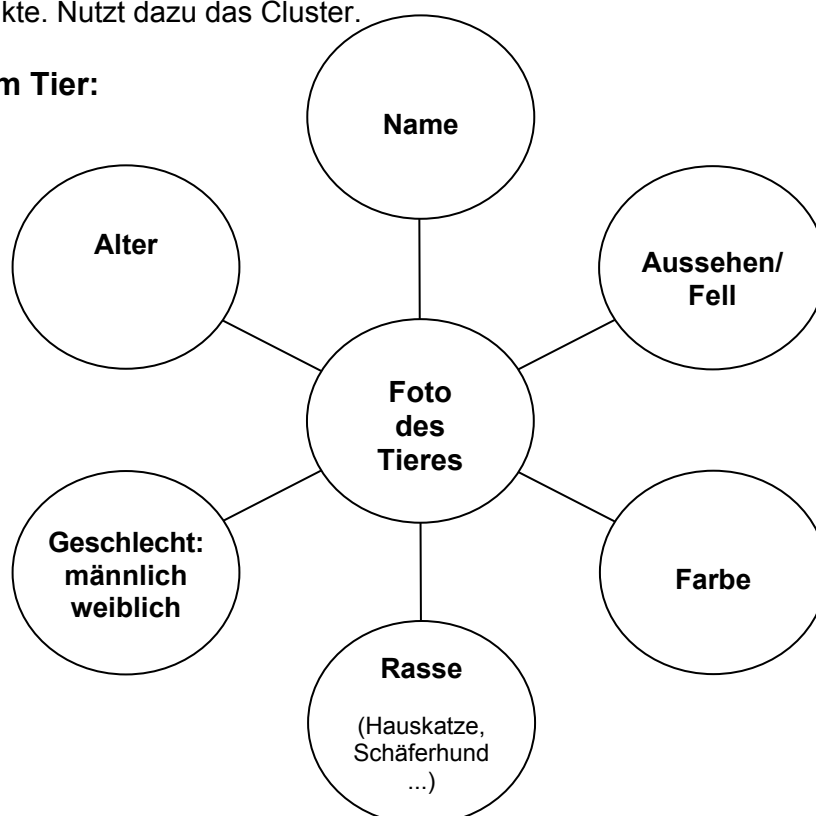 kte. Nutzt dazu das Cluster.
m Tier:
Name
Alter
Aussehen/
Fell
Foto
des
Tieres
Geschlecht:
männlich
weiblich
Farbe
Rasse
(Hauskatze,
Schäferhund
...)